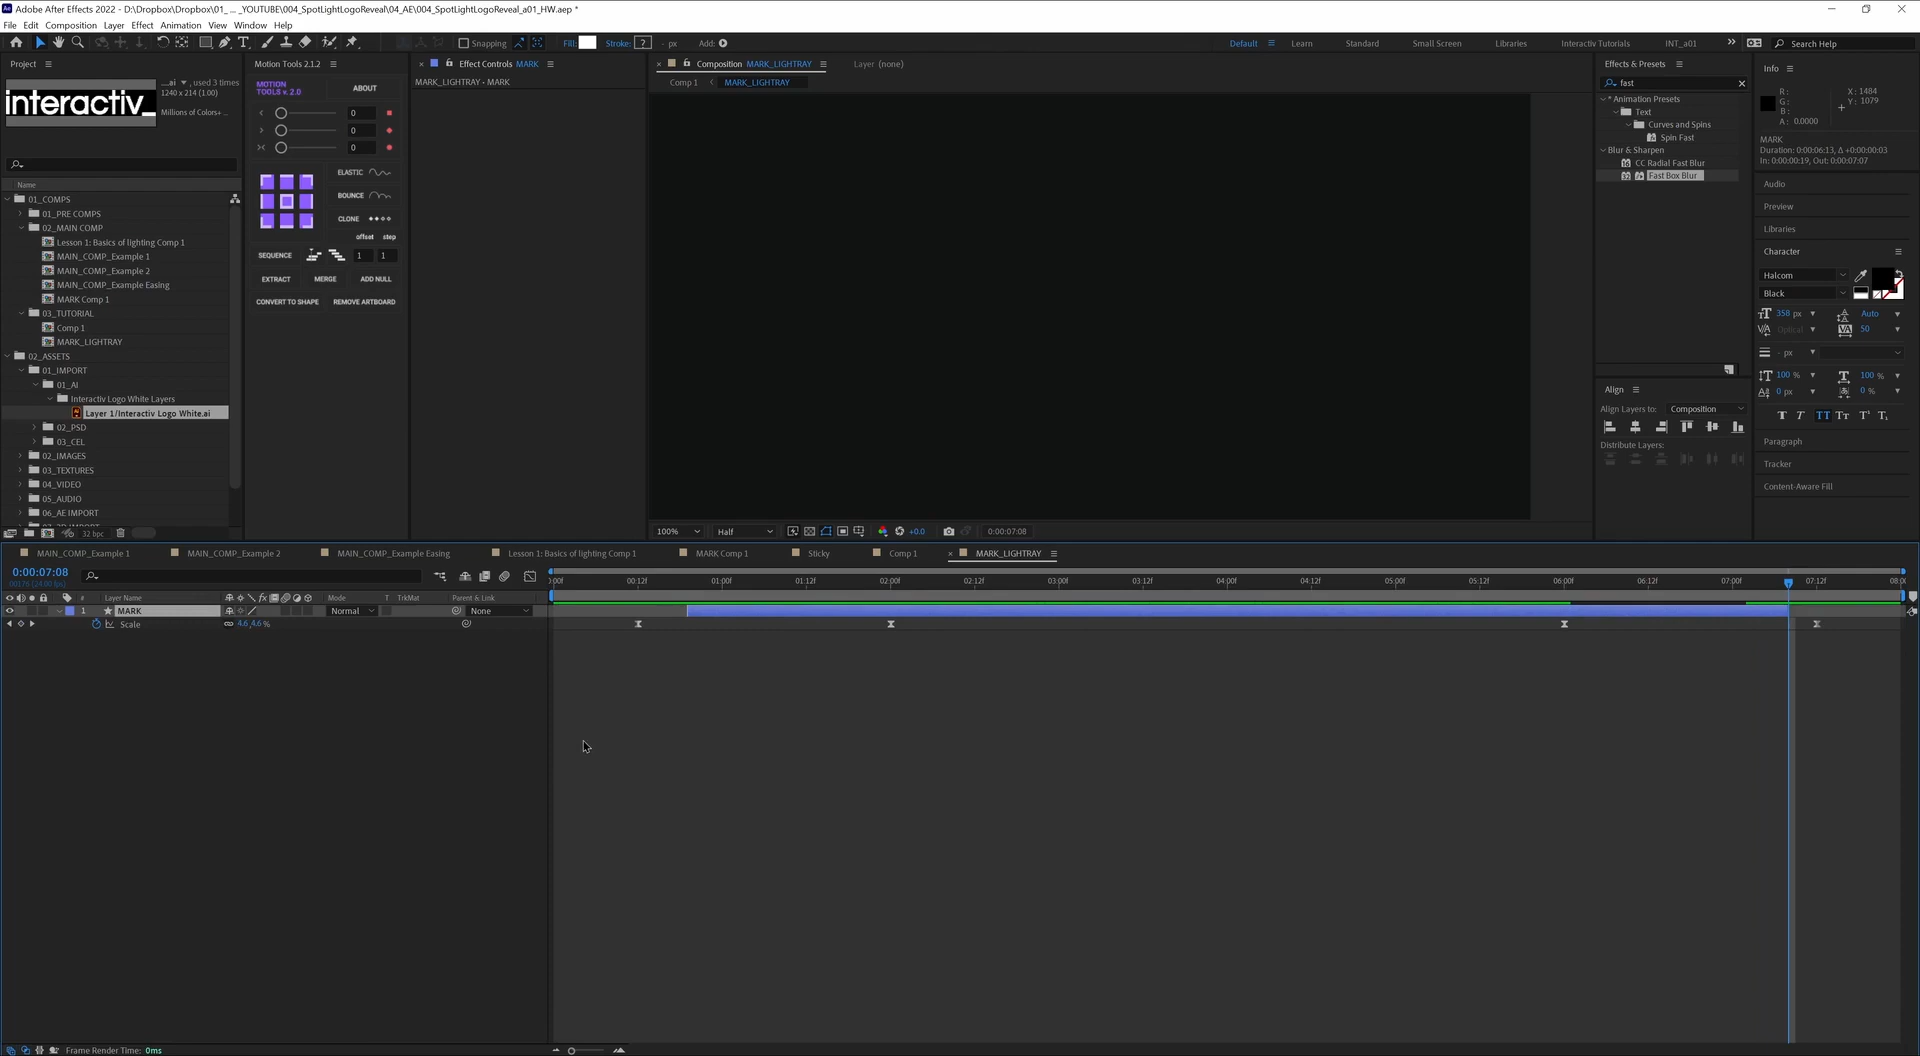 Adobe After Effects 2022 - D:\Dropbox\Dropbox\01_ ... _YOUTUBE\004_SpotLightLogoReveal\04_AE\004_SpotLightLogoReveal_a01_HW.aep *
File Edit Composition Layer Effect Animation View Window Help
Snapping Fill: Stroke: ? - px Add: Default Learn Standard Small Screen Libraries Interactiv Tutorials INT_a01 Search Help
Project
interactiv_
....ai , used 3 times
1240 x 214 (1.00)
Millions of Colors+ ..
Name
01_COMPS
01_PRE COMPS
02_MAIN COMP
Lesson 1: Basics of lighting Comp 1
MAIN_COMP_Example 1
MAIN_COMP_Example 2
MAIN_COMP_Example Easing
MARK Comp 1
03_TUTORIAL
Comp 1
MARK_LIGHTRAY
02_ASSETS
01_IMPORT
01_AI
Interactiv Logo White Layers
Layer 1/Interactiv Logo White.ai
02_PSD
03_CEL
02_IMAGES
03_TEXTURES
04_VIDEO
05_AUDIO
06_AE IMPORT
32 bpc
Motion Tools 2.1.2
MOTION
TOOLS v. 2.0
ABOUT
0
0
0
ELASTIC
BOUNCE
CLONE
offset step
SEQUENCE 1 1
EXTRACT MERGE ADD NULL
CONVERT TO SHAPE REMOVE ARTBOARD
Effect Controls MARK
MARK_LIGHTRAY • MARK
Composition MARK_LIGHTRAY Layer (none)
Comp 1 MARK_LIGHTRAY
100% Half +0.0 0:00:07:08
Effects & Presets
fast
* Animation Presets
Text
Curves and Spins
Spin Fast
Blur & Sharpen
CC Radial Fast Blur
Fast Box Blur
Align
Align Layers to: Composition
Distribute Layers:
Info
R :
G :
B :
A : 0.0000
X : 1484
Y : 1079
MARK
Duration: 0:00:06:13, Δ +0:00:00:03
In: 0:00:00:19, Out: 0:00:07:07
Audio
Preview
Libraries
Character
Halcom
Black
358 px Auto
Optical 50
- px
100 % 100 %
0 px 0 %
Paragraph
Tracker
Content-Aware Fill
MAIN_COMP_Example 1 MAIN_COMP_Example 2 MAIN_COMP_Example Easing Lesson 1: Basics of lighting Comp 1 MARK Comp 1 Sticky Comp 1 MARK_LIGHTRAY
0:00:07:08
00176 (24.00 fps)
# Layer Name Mode T TrkMat Parent & Link
1 MARK Normal None
Scale 4.6,4.6 %
00:12f 01:00f 01:12f 02:00f 02:12f 03:00f 03:12f 04:00f 04:12f 05:00f 05:12f 06:00f 06:12f 07:00f 07:12f
Frame Render Time: 0ms